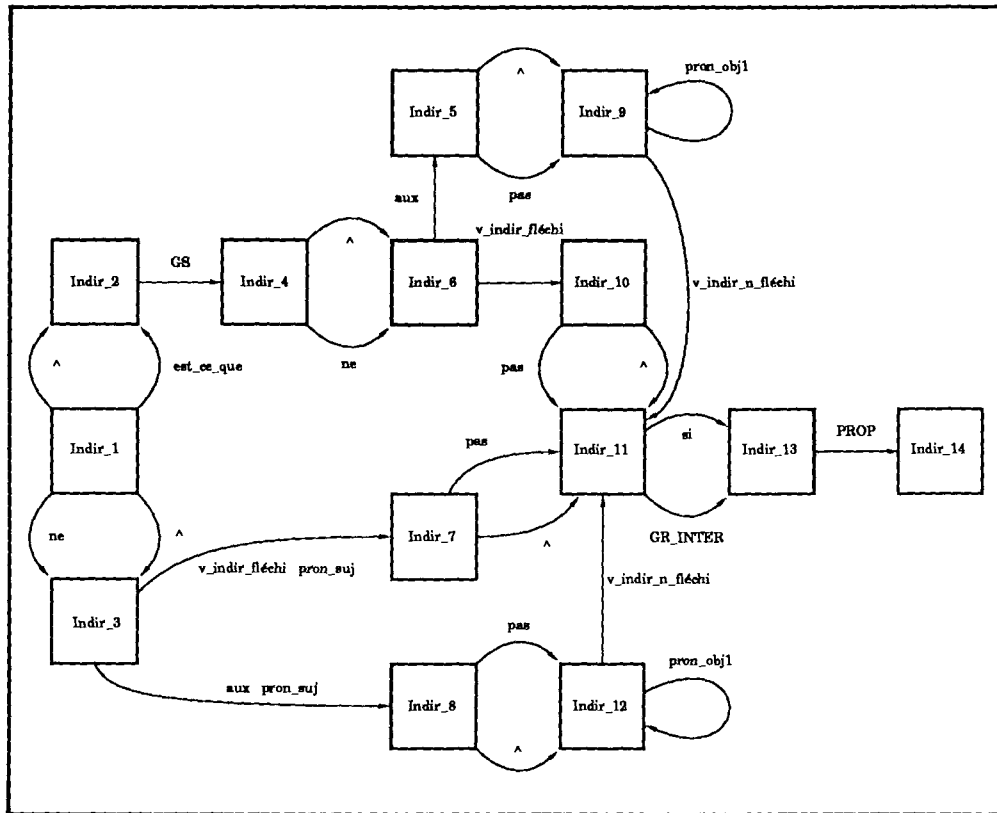 pron_obj1
^
Indir_5
Indir_9
aux
pas
v_indir_fléchi
GS
^
Indir_2
Indir_4
Indir_6
Indir_10
v_indir_n_fléchi
^
est_ce_que
ne
pas
^
Indir_1
pas
Indir_11
si
Indir_13
PROP
Indir_14
ne
^
Indir_7
^
GR_INTER
v_indir_fléchi pron_suj
v_indir_n_fléchi
Indir_3
pas
pron_obj1
aux pron_suj
Indir_8
Indir_12
^